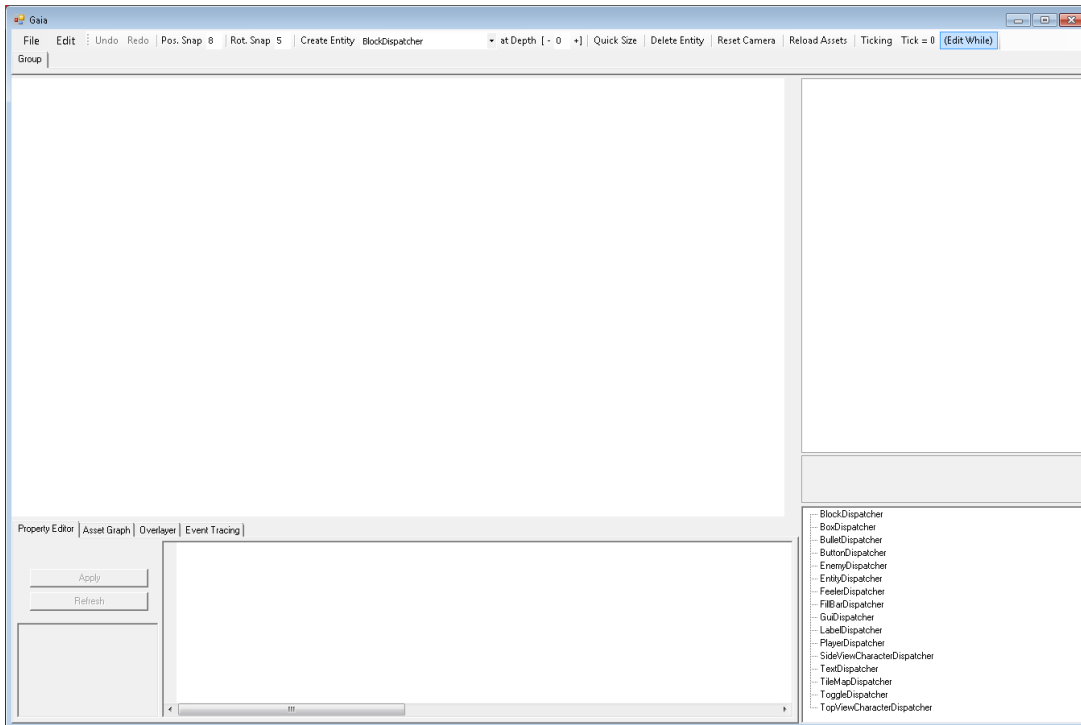 Gaia
File Edit Undo Redo Pos. Snap 8 Rot. Snap 5 Create Entity BlockDispatcher at Depth [ - 0 +] Quick Size Delete Entity Reset Camera Reload Assets Ticking Tick = 0 (Edit While)
Group
Property Editor Asset Graph Overlayer Event Tracing
Apply
Refresh
BlockDispatcher
BoxDispatcher
BulletDispatcher
ButtonDispatcher
EnemyDispatcher
EntityDispatcher
FeelerDispatcher
FillBarDispatcher
GuiDispatcher
LabelDispatcher
PlayerDispatcher
SideViewCharacterDispatcher
TextDispatcher
TileMapDispatcher
ToggleDispatcher
TopViewCharacterDispatcher